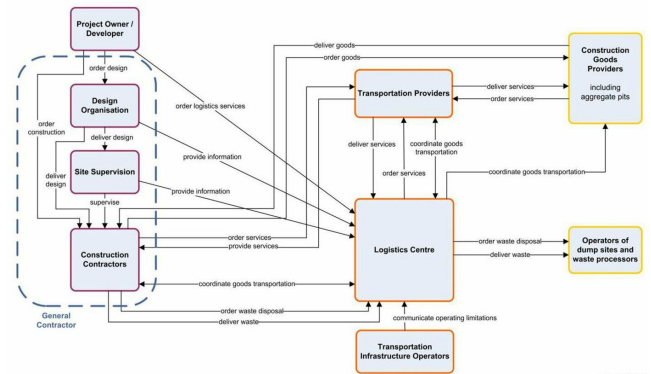 Project Owner /
Developer
deliver goods
order goods
Construction
Goods
Providers
including
aggregate pits
order design
Design
Organisation
order logistics services
Transportation Providers
deliver services
order services
order
construction
deliver design
provide information
deliver services
order services
coordinate goods
transportation
Site Supervision
deliver
design
provide information
coordinate goods transportation
supervise
Construction
Contractors
order services
provide services
Logistics Centre
order waste disposal
deliver waste
Operators of
dump sites and
waste processors
coordinate goods transportation
General
Contractor
order waste disposal
deliver waste
communicate operating limitations
Transportation
Infrastructure Operators